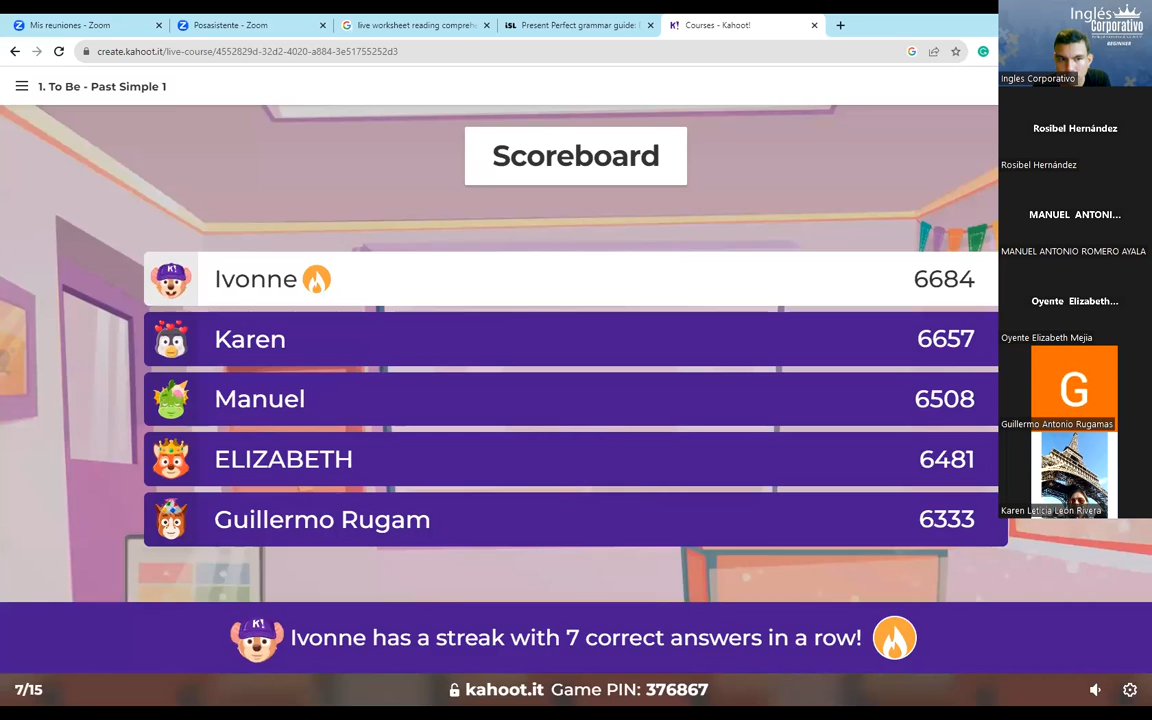 Mis reuniones - Zoom
Posasistente - Zoom
live worksheet reading compreh
Present Perfect grammar guide: 
Courses - Kahoot!
create.kahoot.it/live-course/4552829d-32d2-4020-a884-3e51755252d3
1. To Be - Past Simple 1
Scoreboard
Ivonne 6684
Karen 6657
Manuel 6508
ELIZABETH 6481
Guillermo Rugam 6333
Ivonne has a streak with 7 correct answers in a row!
7/15
kahoot.it Game PIN: 376867
Inglés
Corporativo
BEGINNER
Ingles Corporativo
Rosibel Hernández
Rosibel Hernández
MANUEL ANTONI...
MANUEL ANTONIO ROMERO AYALA
Oyente Elizabeth...
Oyente Elizabeth Mejia
G
Guillermo Antonio Rugamas
Karen Leticia León Rivera